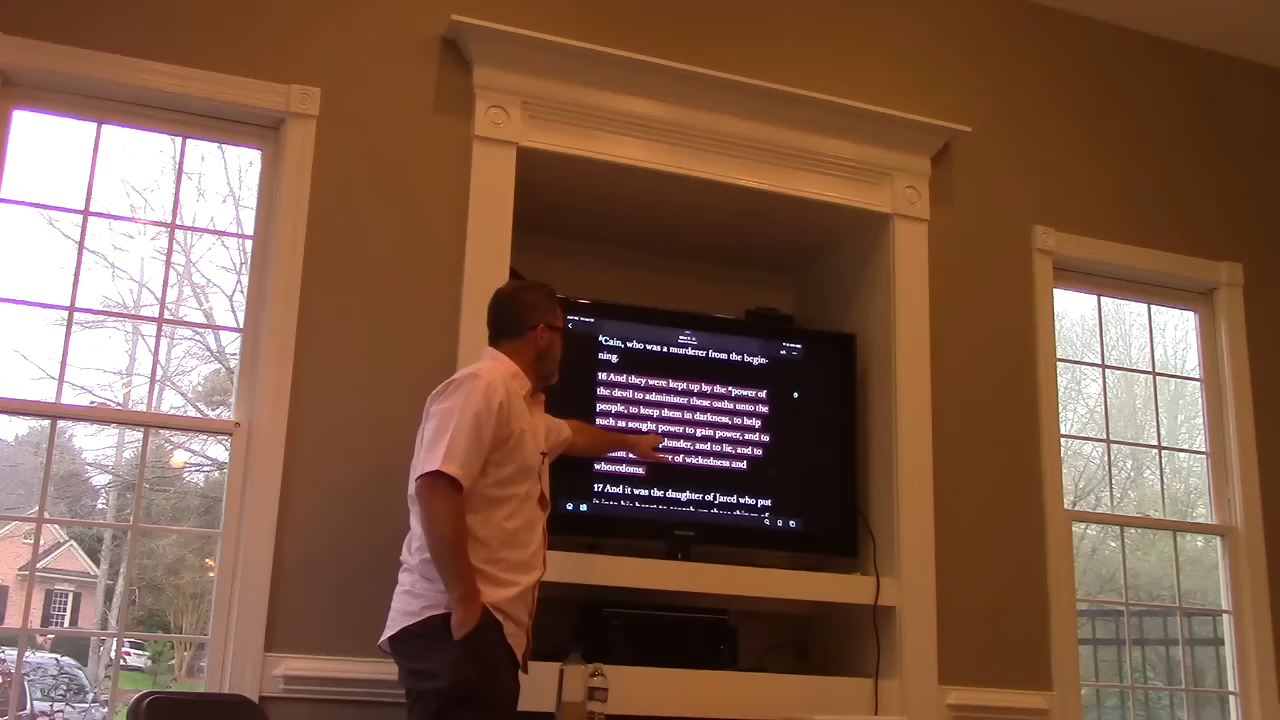 Cain, who was a murderer from the begin-
ning.
16 And they were kept up by the power of
the devil to administer these oaths unto the
people, to keep them in darkness, to help
such as sought power to gain power, and to
plunder, and to lie, and to
of wickedness and
whoredoms.
17 And it was the daughter of Jared who put
SAMSUNG